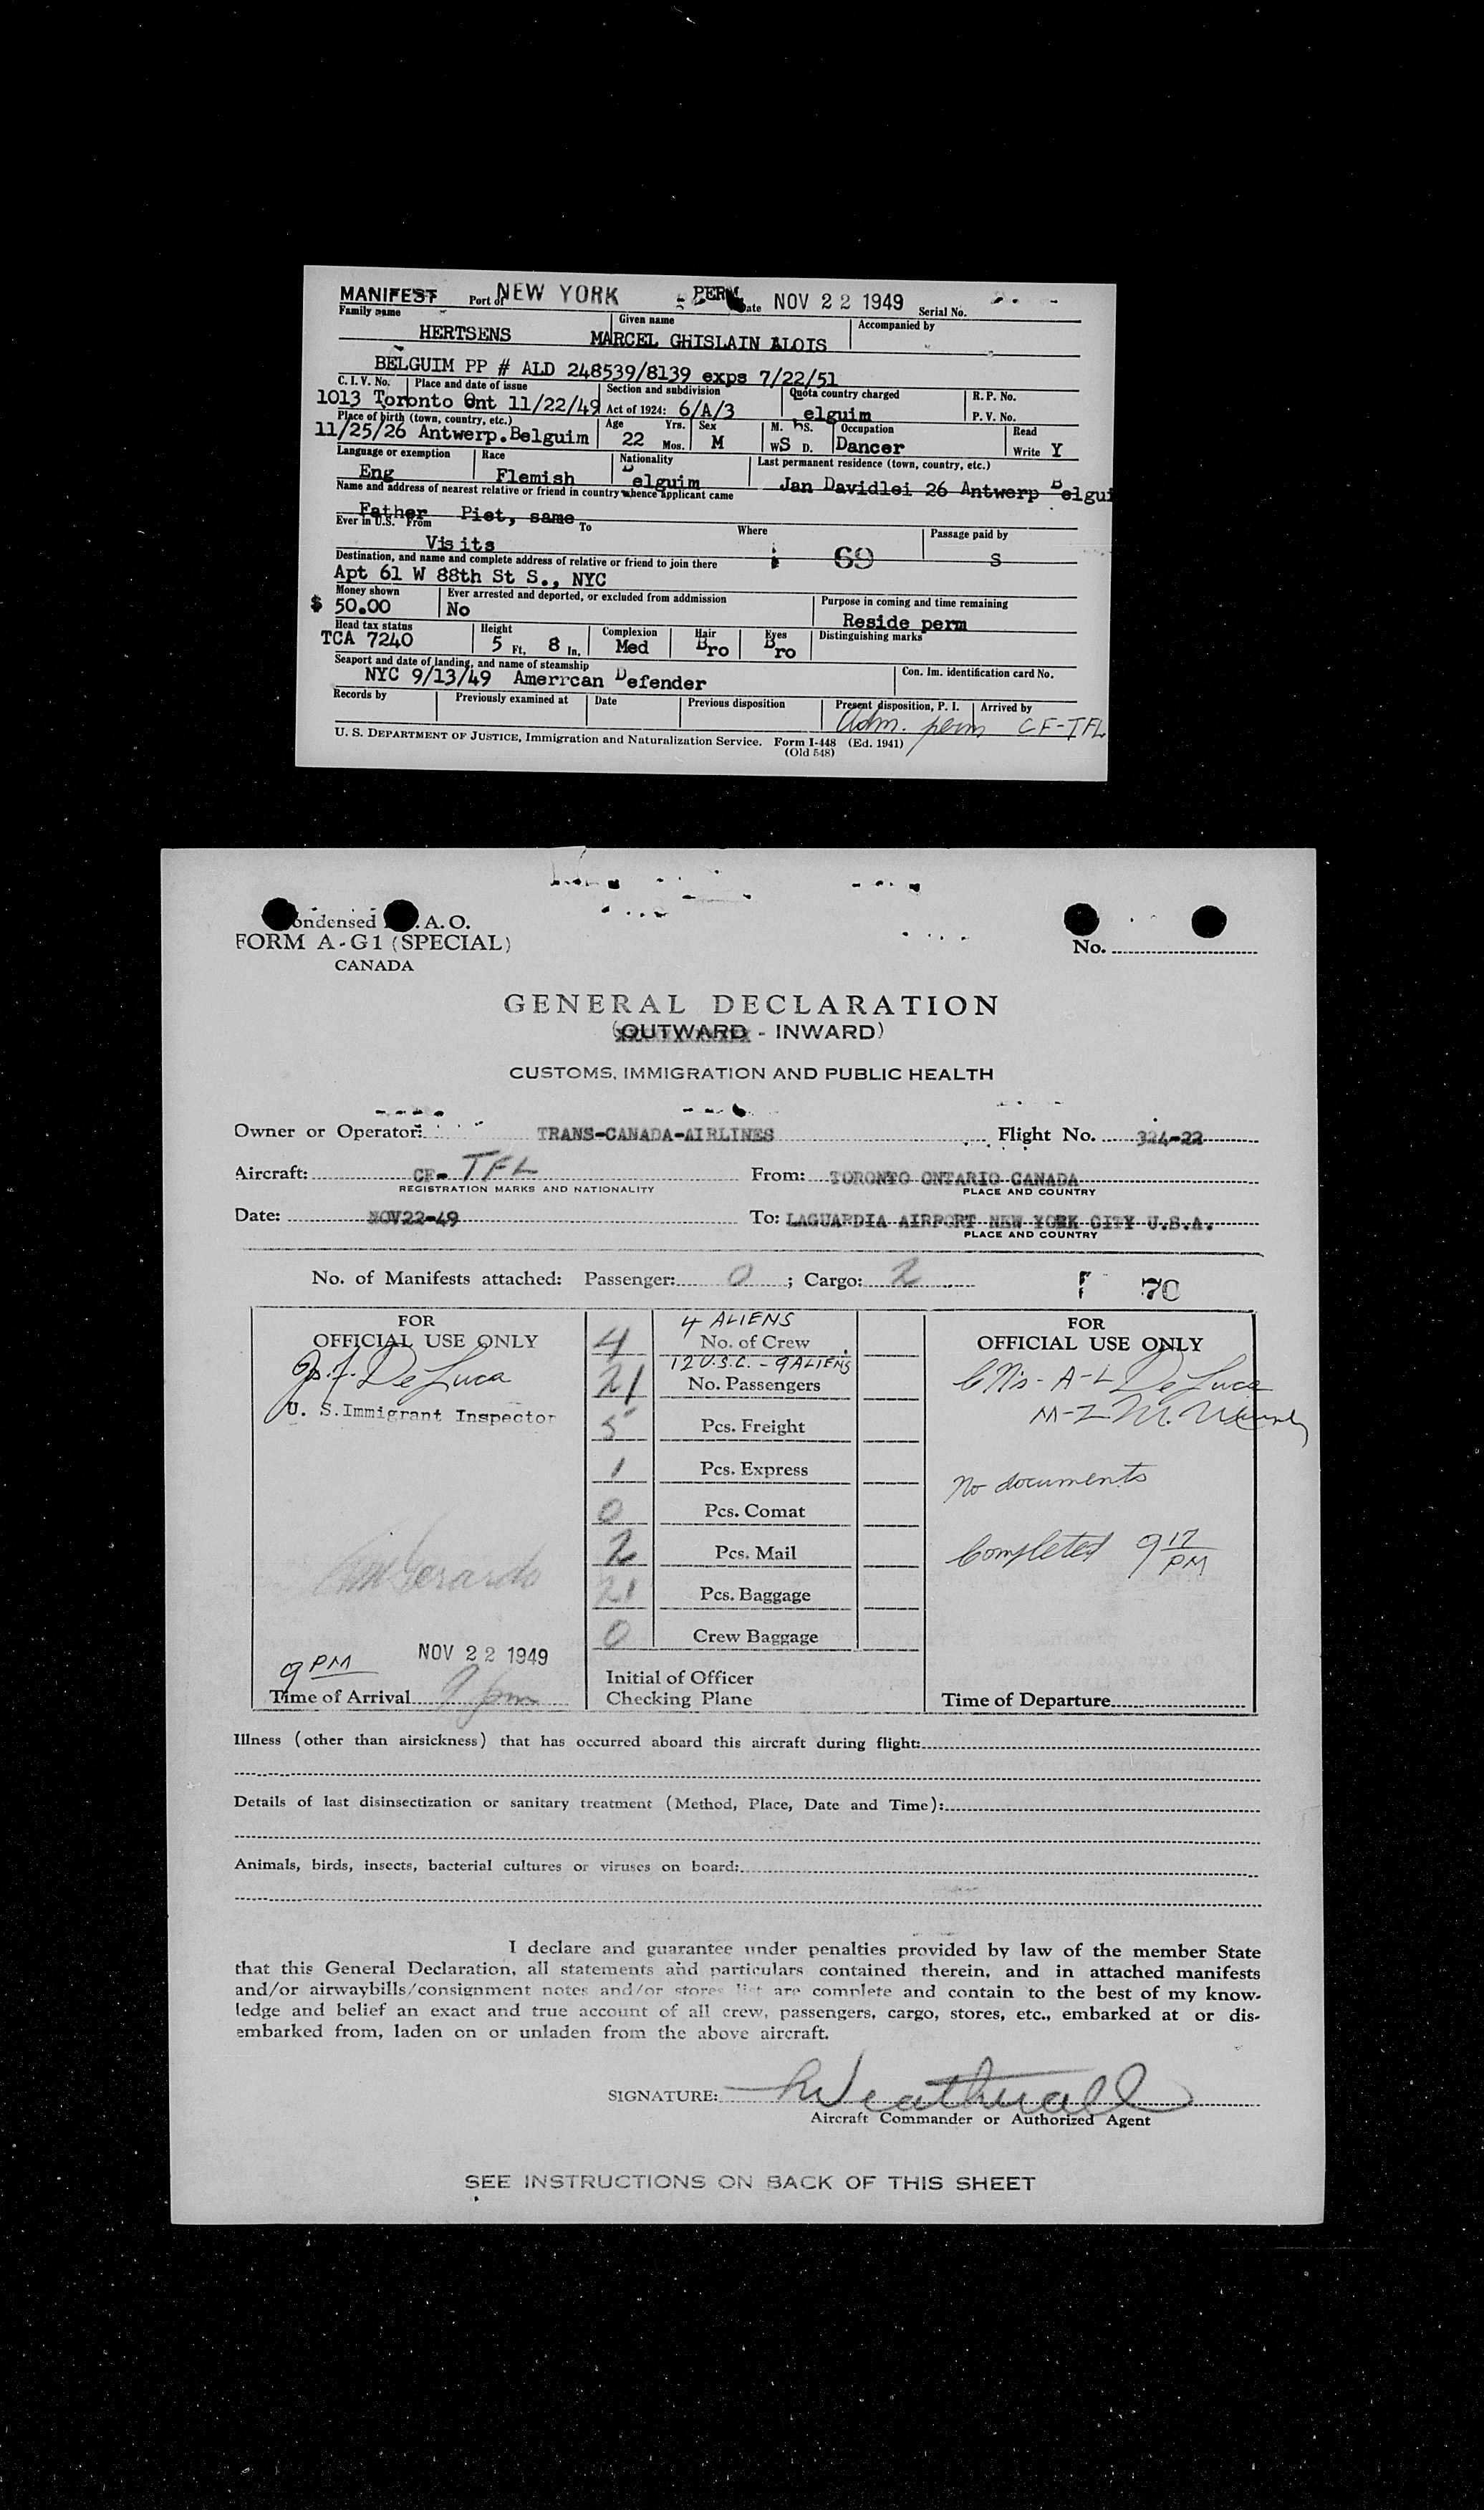 MANIFEST Port of NEW YORK PERM Date NOV 22 1949 Serial No.
Family name Given name Accompanied by
HERTSENS MARCEL GHISLAIN ALOIS
BELGUIM PP # ALD 248539/8139 exps 7/22/51
C. I. V. No. Place and date of issue Section and subdivision Quota country charged R. P. No.
1013 Toronto Ont 11/22/49 Act of 1924: 6/A/3 elguim P. V. No.
Place of birth (town, country, etc.) Age Yrs. Sex M. S. Occupation Read
11/25/26 Antwerp.Belguim 22 Mos. M W S D. Dancer Write Y
Language or exemption Race Nationality Last permanent residence (town, country, etc.)
Eng Flemish Belguim Jan Davidlei 26 Antwerp Belgui
Name and address of nearest relative or friend in country whence applicant came
Father Piet, same
Ever in U.S. From To Where Passage paid by
Visits 69 S
Destination, and name and complete address of relative or friend to join there
Apt 61 W 88th St S., NYC
Money shown Ever arrested and deported, or excluded from addmission Purpose in coming and time remaining
$ 50.00 No Reside perm
Head tax status Height Complexion Hair Eyes Distinguishing marks
TCA 7240 5 Ft. 8 In. Med Bro Bro
Seaport and date of landing, and name of steamship Con. Im. identification card No.
NYC 9/13/49 Amerrcan Defender
Records by Previously examined at Date Previous disposition Present disposition, P. I. Arrived by
Adm. perm CF-TFL
U. S. DEPARTMENT OF JUSTICE, Immigration and Naturalization Service. Form I-448 (Ed. 1941)
(Old 548)
ondensed .A.O.
FORM A-G1 (SPECIAL)
CANADA
No.
GENERAL DECLARATION
(OUTWARD - INWARD)
CUSTOMS, IMMIGRATION AND PUBLIC HEALTH
Owner or Operator: TRANS-CANADA-AIRLINES Flight No. 324-22
Aircraft: CF- TFL From: TORONTO ONTARIO CANADA
REGISTRATION MARKS AND NATIONALITY PLACE AND COUNTRY
Date: NOV22-49 To: LAGUARDIA AIRPORT NEW YORK CITY U.S.A.
PLACE AND COUNTRY
No. of Manifests attached: Passenger: 0 ; Cargo: 2
70
FOR OFFICIAL USE ONLY
De Luca
U. S. Immigrant Inspector
NOV 22 1949
9 PM
Time of Arrival 9 pm
4 ALIENS
4 No. of Crew
12 U.S.C. - 9 ALIENS
21 No. Passengers
5 Pcs. Freight
1 Pcs. Express
0 Pcs. Comat
2 Pcs. Mail
21 Pcs. Baggage
0 Crew Baggage
Initial of Officer
Checking Plane
FOR
OFFICIAL USE ONLY
A-L De Luca
M-Z M.
No documents
Completed 9 17 PM
Time of Departure
Illness (other than airsickness) that has occurred aboard this aircraft during flight:
Details of last disinsectization or sanitary treatment (Method, Place, Date and Time):
Animals, birds, insects, bacterial cultures or viruses on board:
I declare and guarantee under penalties provided by law of the member State
that this General Declaration, all statements and particulars contained therein, and in attached manifests
and/or airwaybills/consignment notes and/or stores list are complete and contain to the best of my know-
ledge and belief an exact and true account of all crew, passengers, cargo, stores, etc., embarked at or dis-
embarked from, laden on or unladen from the above aircraft.
SIGNATURE:
Aircraft Commander or Authorized Agent
SEE INSTRUCTIONS ON BACK OF THIS SHEET